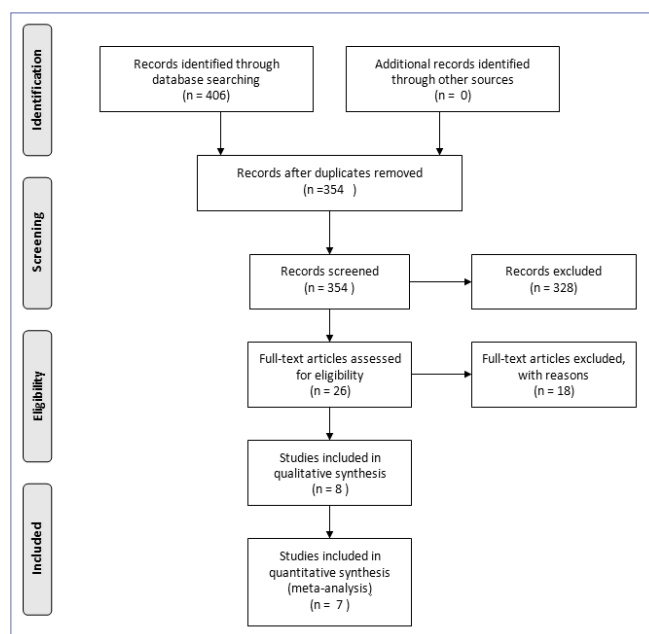 Identification
Records identified through
database searching
(n = 406)
Additional records identified
through other sources
(n =  0)
Records after duplicates removed
(n =354   )
Screening
Records screened
(n = 354 )
Records excluded
(n = 328)
Eligibility
Full-text articles assessed
for eligibility
(n = 26)
Full-text articles excluded,
with reasons
(n = 18)
Studies included in
qualitative synthesis
(n = 8 )
Included
Studies included in
quantitative synthesis
(meta-analysis)
(n =  7 )